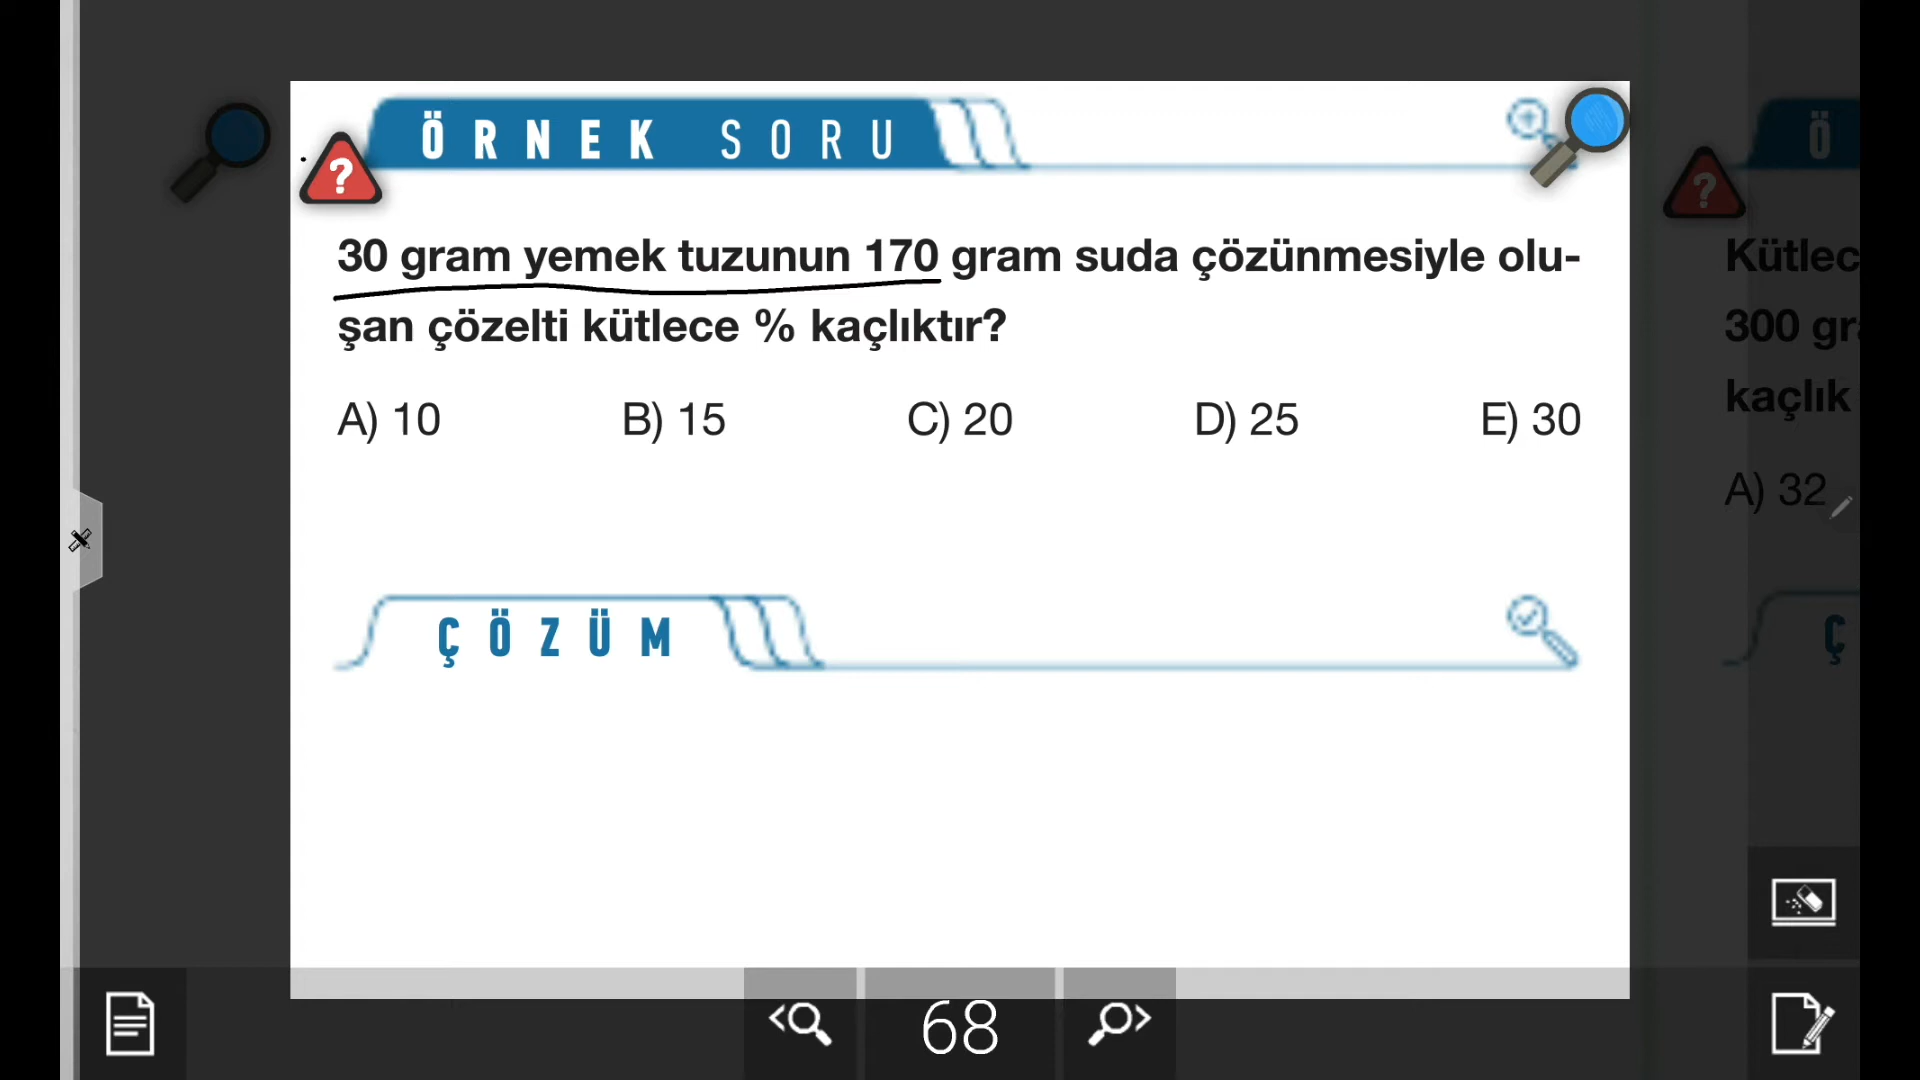 ÖRNEK SORU
?
30 gram yemek tuzunun 170 gram suda çözünmesiyle olu-
şan çözelti kütlece % kaçlıktır?
A) 10 B) 15 C) 20 D) 25 E) 30
ÇÖZÜM
Ö
?
Kütlec
300 gr
kaçlık
A) 32
Ç
68